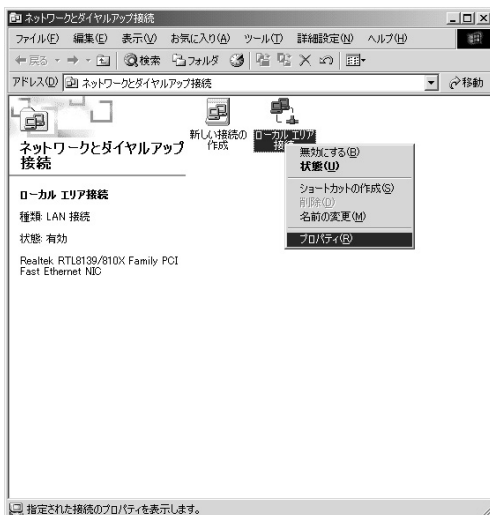 ネットワークとダイヤルアップ接続
ファイル(F) 編集(E) 表示(V) お気に入り(A) ツール(T) 詳細設定(N) ヘルプ(H)
戻る 検索 フォルダ
アドレス(D) ネットワークとダイヤルアップ接続 移動
ネットワークとダイヤルアップ
接続
ローカル エリア接続
種類: LAN 接続
状態: 有効
Realtek RTL8139/810X Family PCI
Fast Ethernet NIC
新しい接続の
作成
ローカル エリア
接続
無効にする(B)
状態(U)
ショートカットの作成(S)
削除(D)
名前の変更(M)
プロパティ(R)
指定された接続のプロパティを表示します。